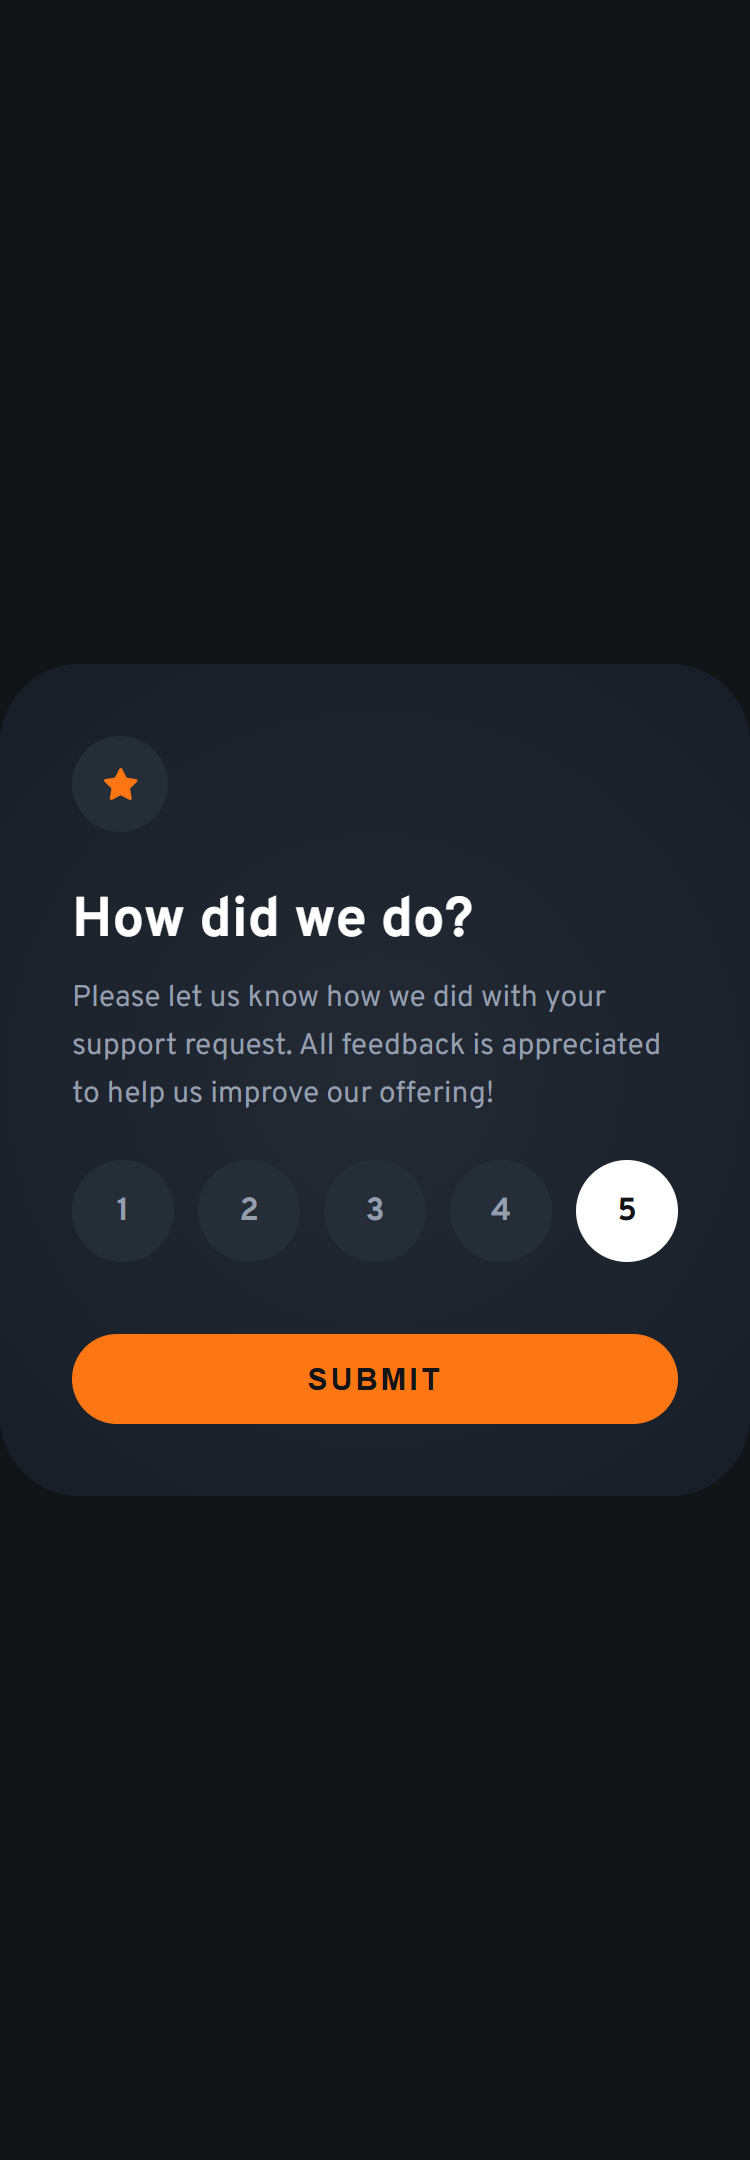 How did we do?
Please let us know how we did with your
support request. All feedback is appreciated
to help us improve our offering!
1 2 3 4 5
SUBMIT